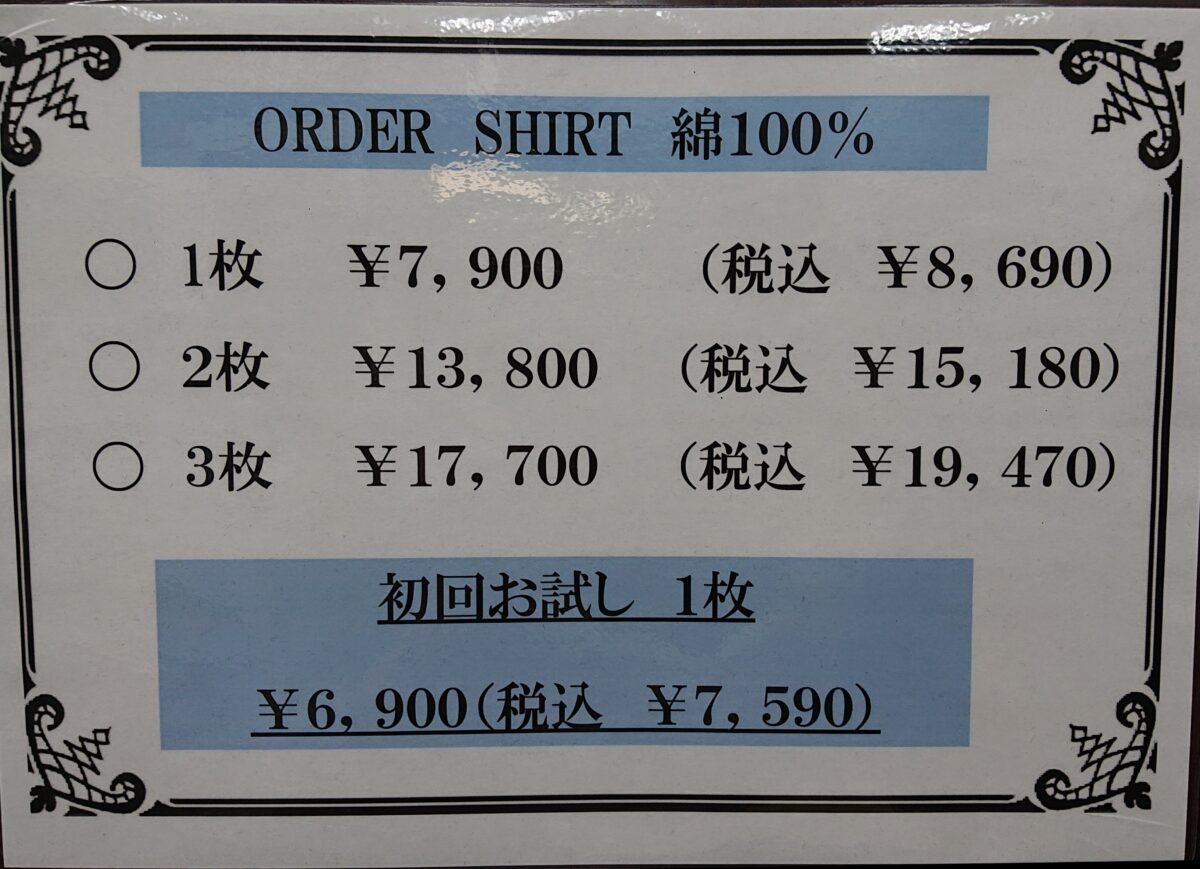 ORDER SHIRT 綿100%
○ 1枚 ¥7,900 (税込 ¥8,690)
○ 2枚 ¥13,800 (税込 ¥15,180)
○ 3枚 ¥17,700 (税込 ¥19,470)
初回お試し 1枚
¥6,900(税込 ¥7,590)